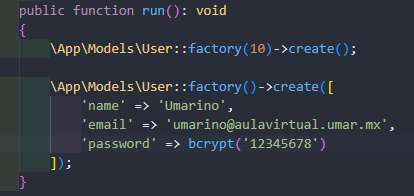 public function run(): void
{
\App\Models\User::factory(10)->create();
\App\Models\User::factory()->create([
'name' => 'Umarino',
'email' => 'umarino@aulavirtual.umar.mx',
'password' => bcrypt('12345678')
]);
}